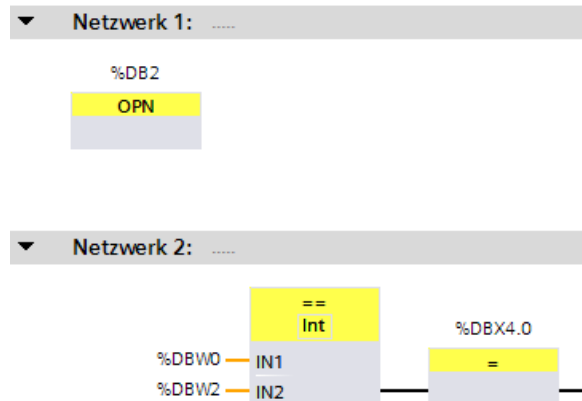 Netzwerk 1: .....
%DB2
OPN
Netzwerk 2: .....
==
Int
%DBX4.0
%DBW0 IN1
=
%DBW2 IN2